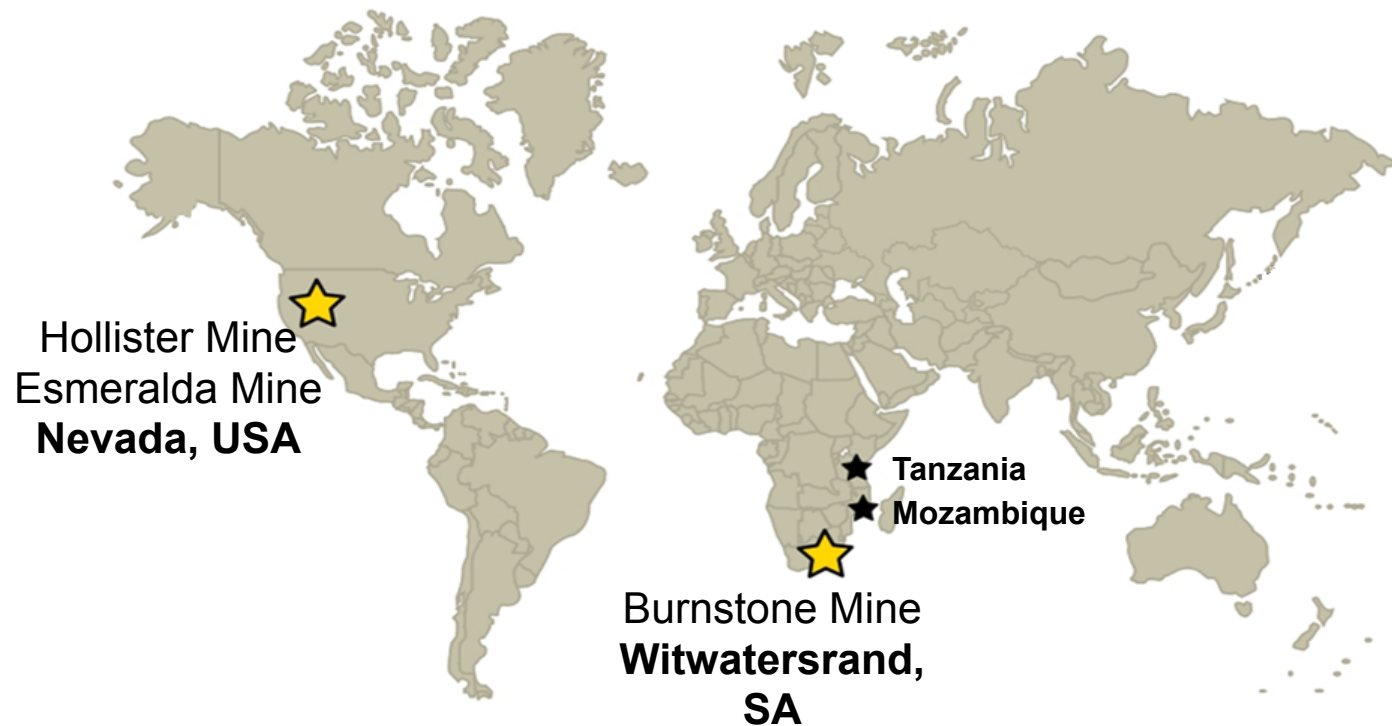 Hollister Mine
Esmeralda Mine
Nevada, USA
Tanzania
Mozambique
Burnstone Mine
Witwatersrand,
SA